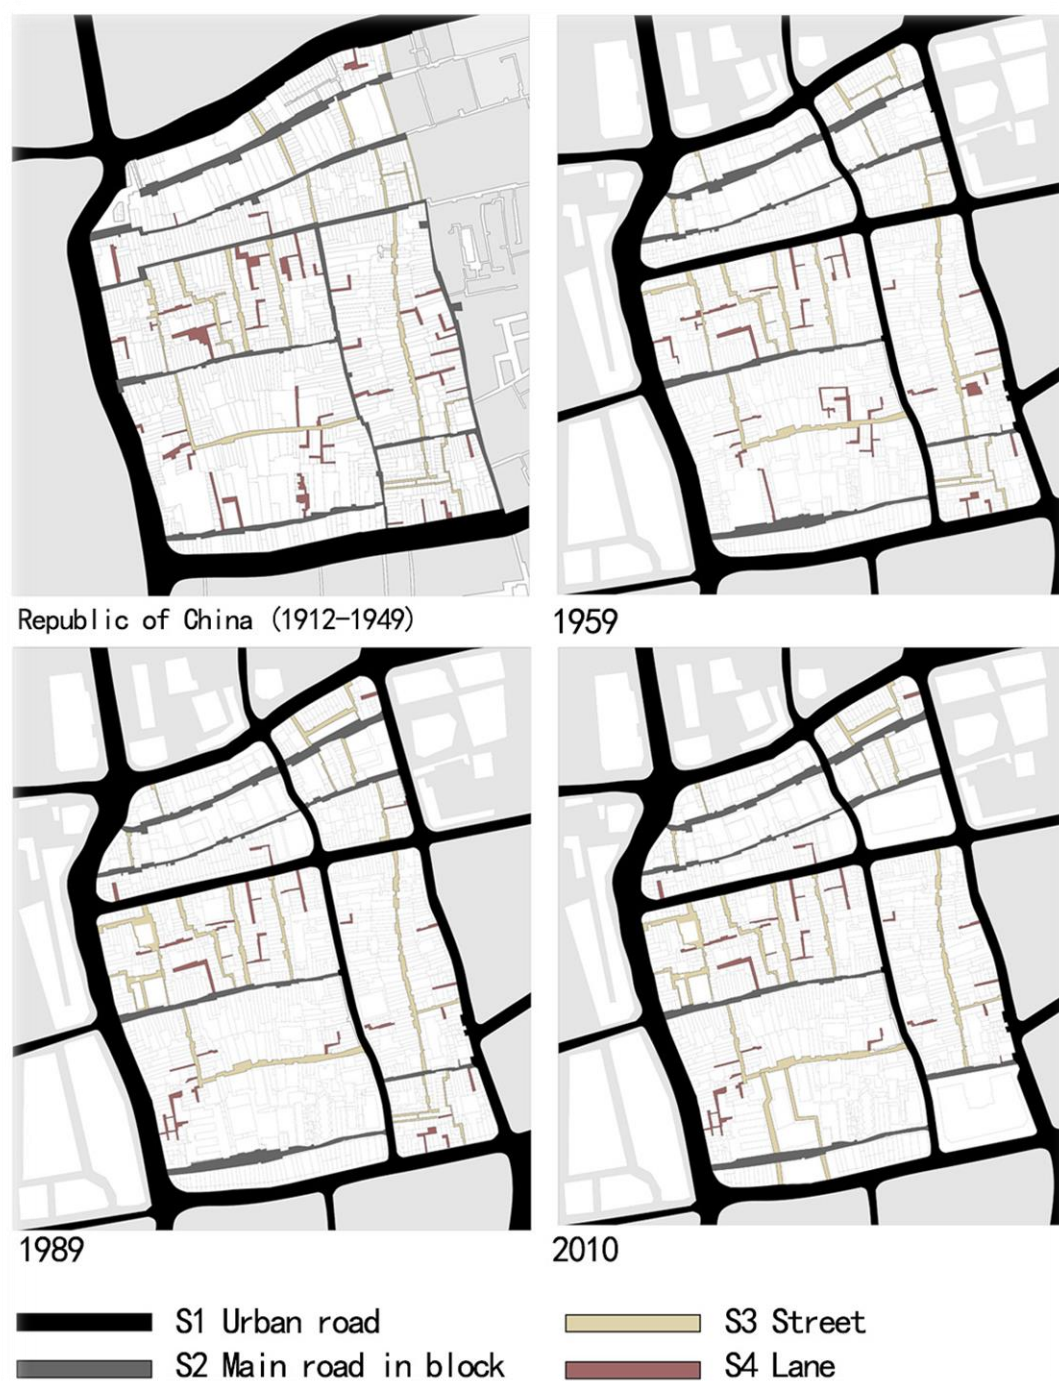 Republic of China (1912-1949)
1959
1989
2010
S1 Urban road
S3 Street
S2 Main road in block
S4 Lane